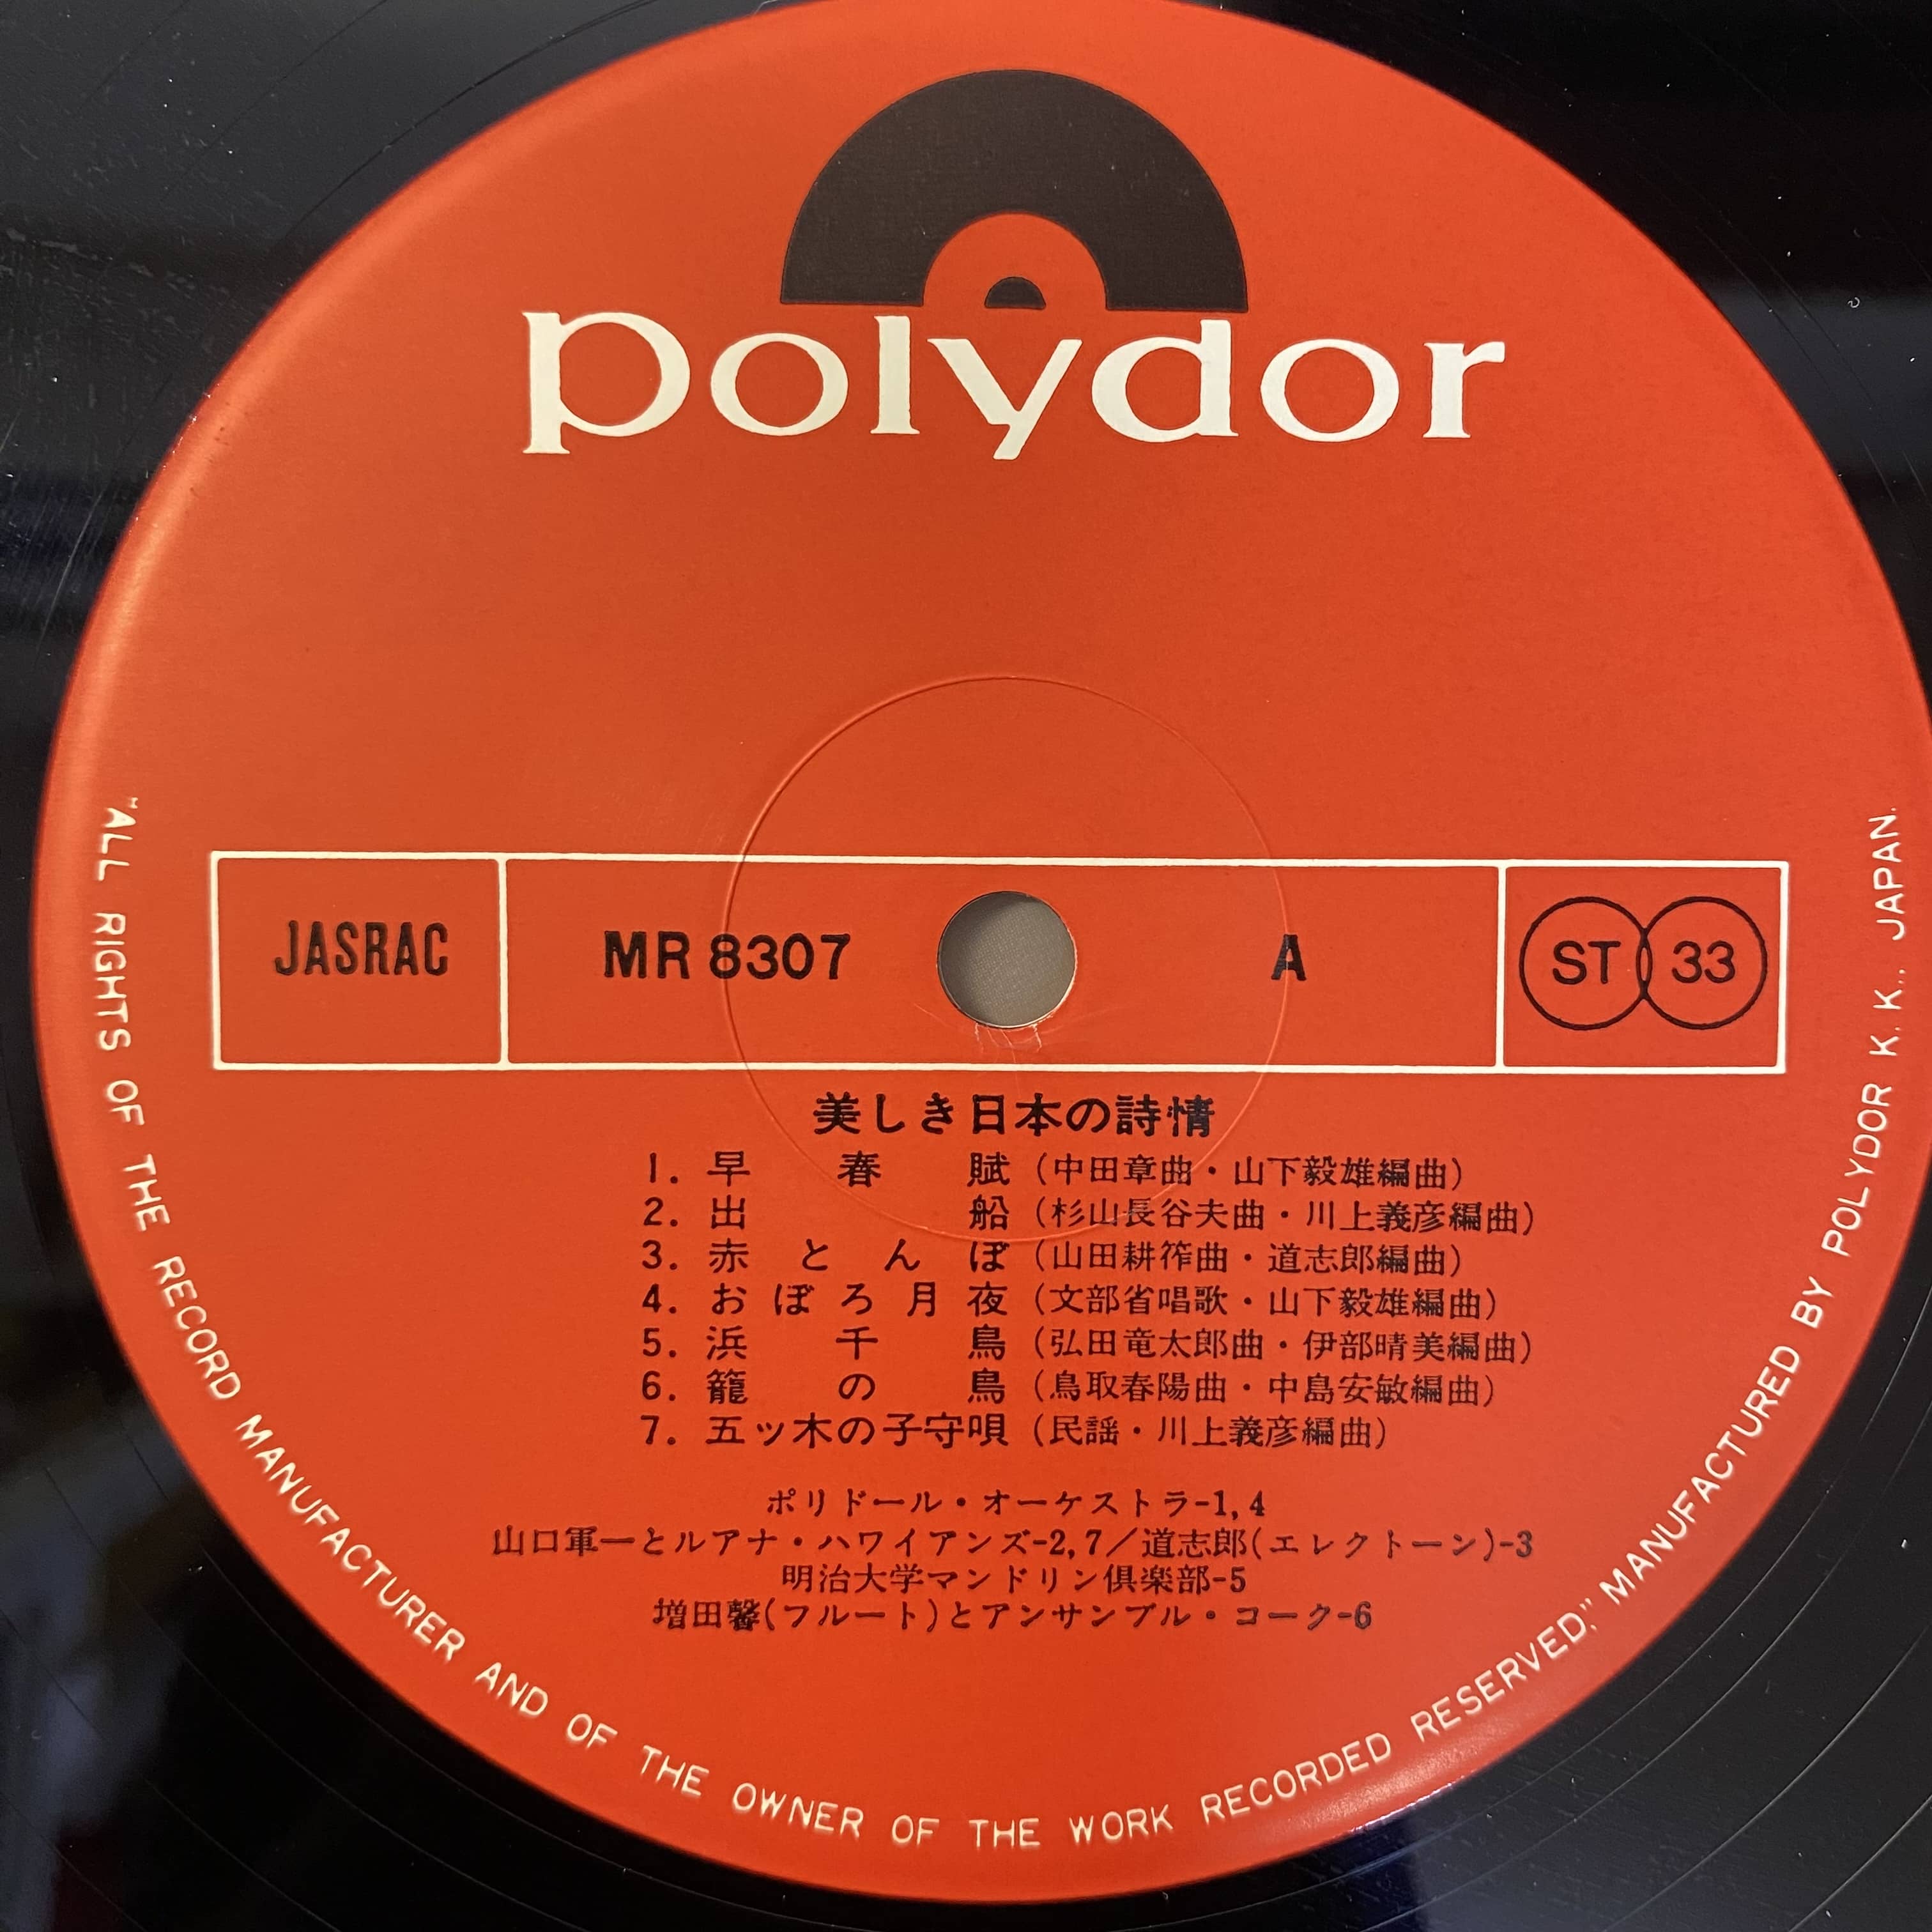 polydor
JASRAC
MR 8307
A
ST 33
美しき日本の詩情
1. 早春賦（中田章曲・山下毅雄編曲）
2. 出船（杉山長谷夫曲・川上義彦編曲）
3. 赤とんぼ（山田耕筰曲・道志郎編曲）
4. おぼろ月夜（文部省唱歌・山下毅雄編曲）
5. 浜千鳥（弘田竜太郎曲・伊部晴美編曲）
6. 籠の鳥（鳥取春陽曲・中島安敏編曲）
7. 五ッ木の子守唄（民謡・川上義彦編曲）
ポリドール・オーケストラ-1, 4
山口軍一とルアナ・ハワイアンズ-2, 7／道志郎(エレクトーン)-3
明治大学マンドリン倶楽部-5
増田馨(フルート)とアンサンブル・コーク-6
"ALL RIGHTS OF THE RECORD MANUFACTURER AND OF THE OWNER OF THE WORK RECORDED RESERVED," MANUFACTURED BY POLYDOR K. K., JAPAN.